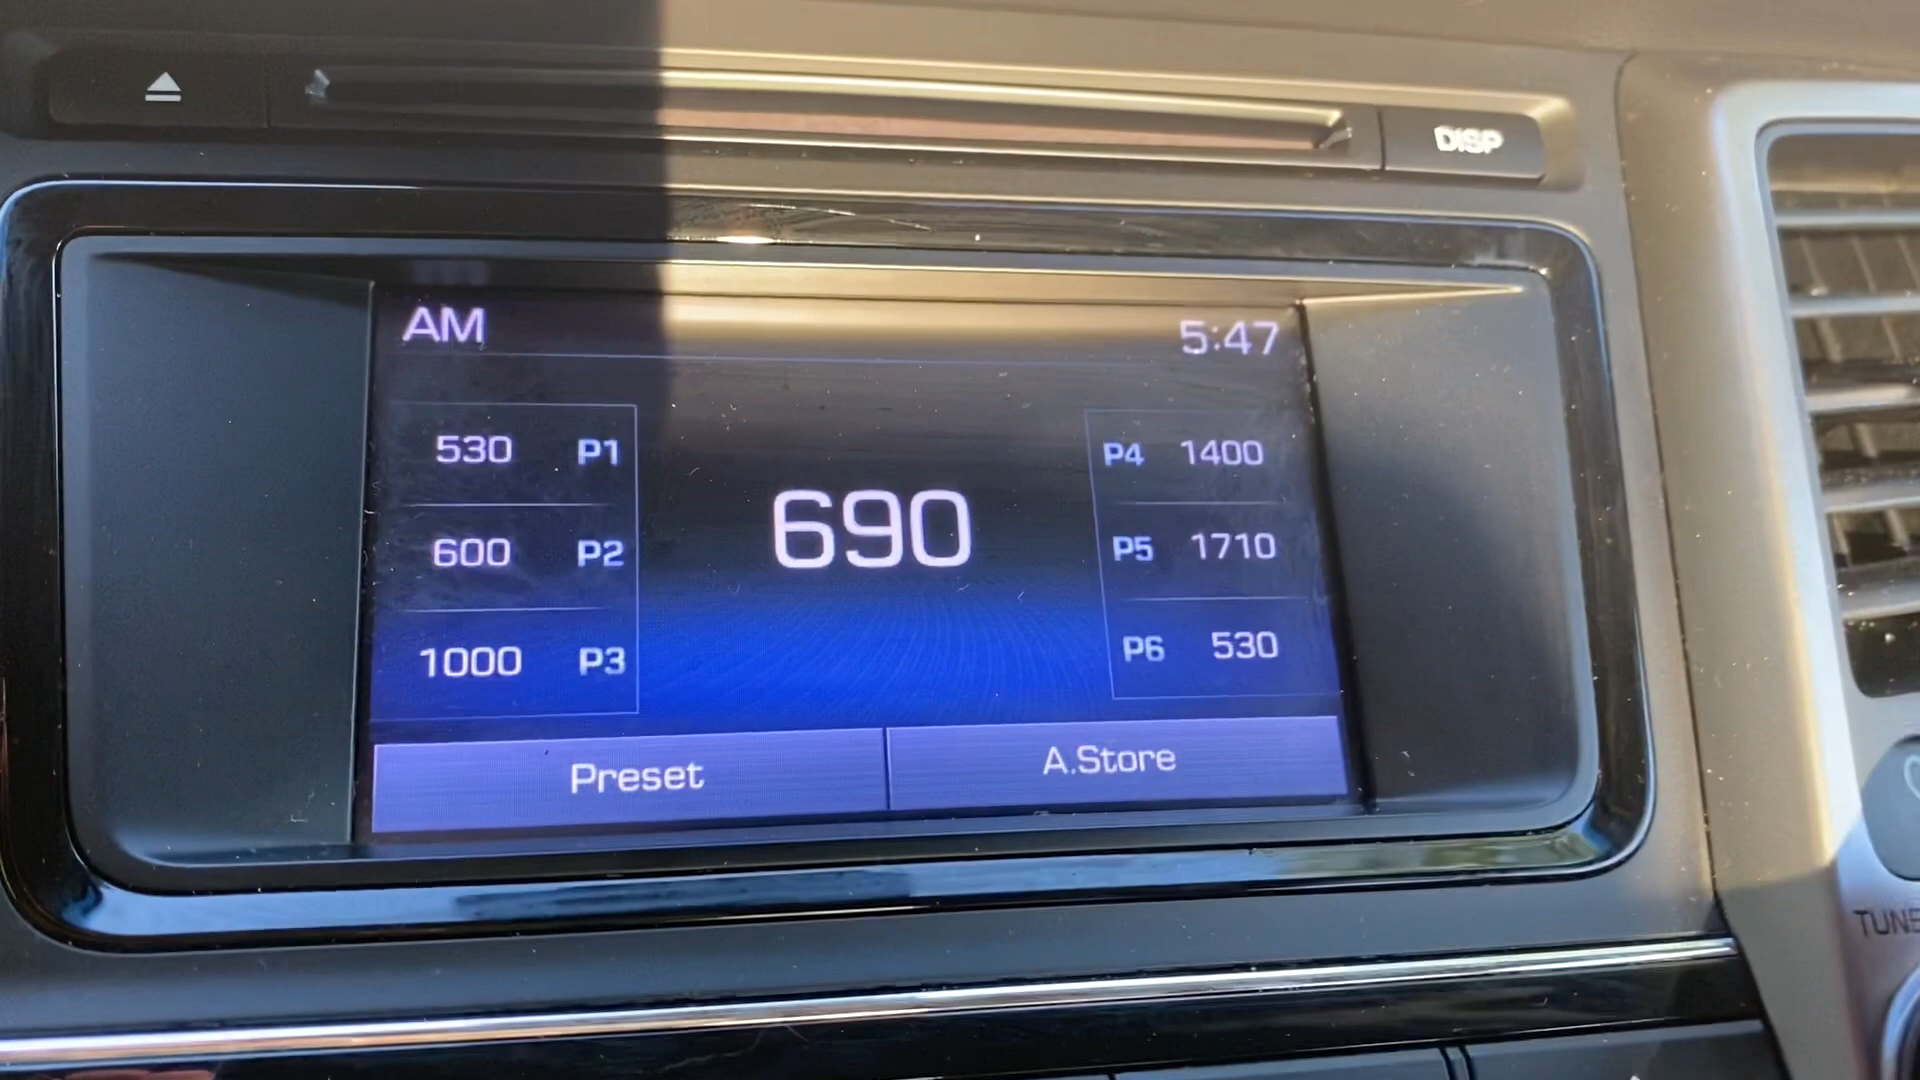 DISP
AM 5:47
530 P1
600 P2
1000 P3
690
P4 1400
P5 1710
P6 530
Preset A.Store
TUNE